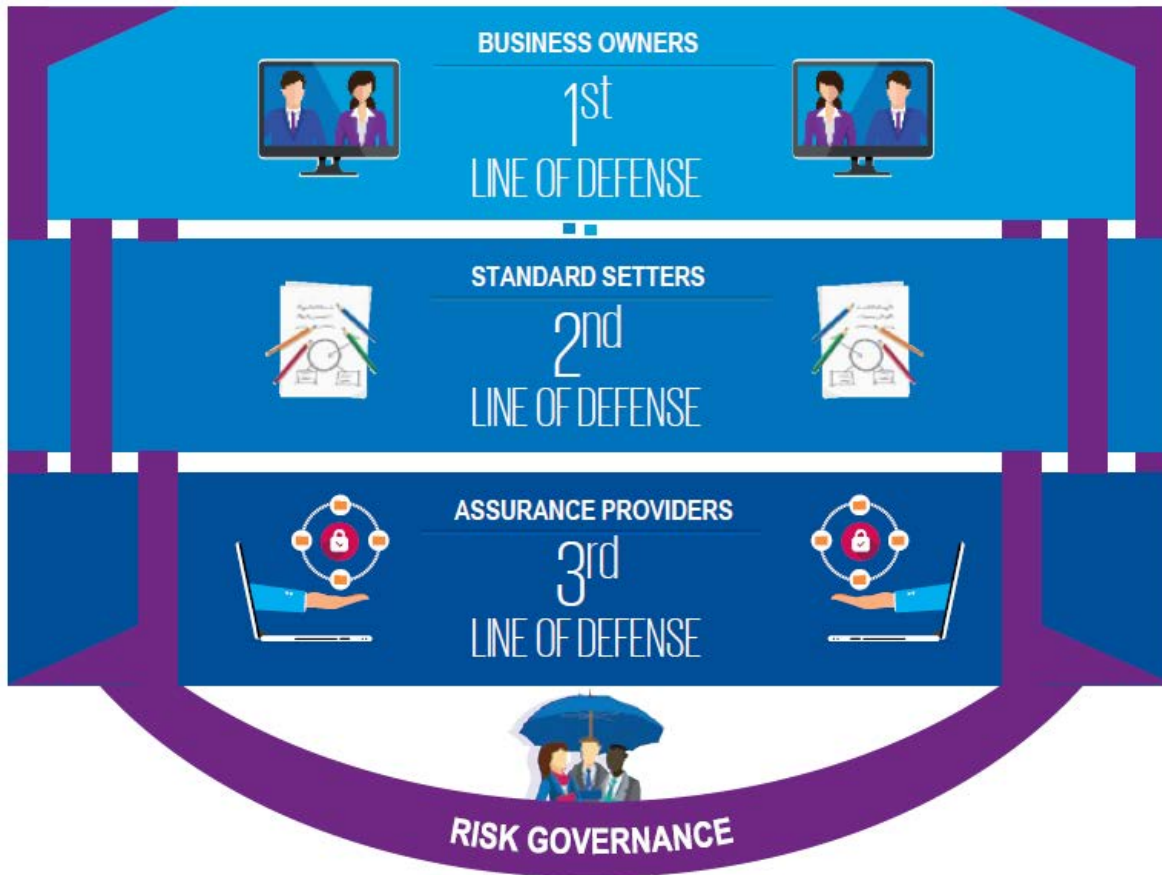 BUSINESS OWNERS
1st
LINE OF DEFENSE
STANDARD SETTERS
2nd
LINE OF DEFENSE
ASSURANCE PROVIDERS
3rd
LINE OF DEFENSE
RISK GOVERNANCE